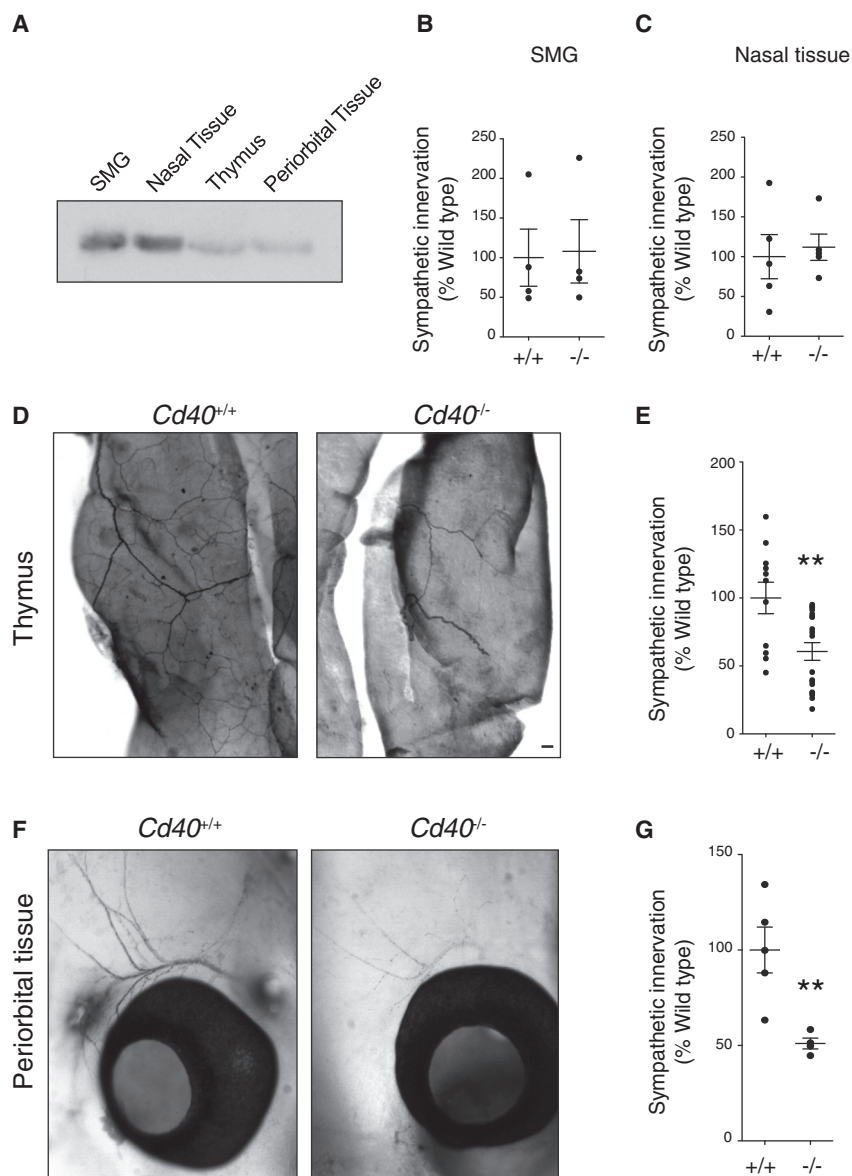 A
SMG
Nasal Tissue
Thymus
Periorbital Tissue
B
SMG
Sympathetic innervation
(% Wild type)
250
200
150
100
50
0
+/+
-/-
C
Nasal tissue
Sympathetic innervation
(% Wild type)
250
200
150
100
50
0
+/+
-/-
D
Cd40+/+
Cd40-/-
Thymus
E
Sympathetic innervation
(% Wild type)
200
150
100
50
0
**
+/+
-/-
F
Cd40+/+
Cd40-/-
Periorbital tissue
G
Sympathetic innervation
(% Wild type)
150
100
50
0
**
+/+
-/-